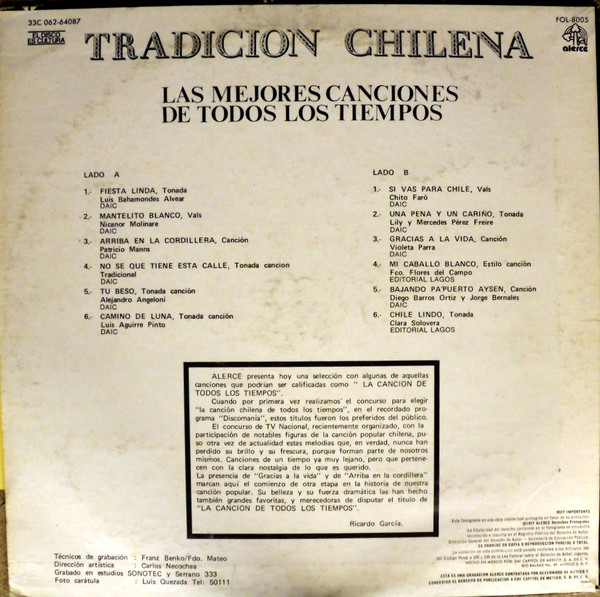 33C 062-64087
EL DISCO
ES CULTURA
FOL-8005
alerce
TRADICION CHILENA
LAS MEJORES CANCIONES
DE TODOS LOS TIEMPOS
LADO A
1.- FIESTA LINDA, Tonada
Luis Bahamondes Alvear
DAIC
2.- MANTELITO BLANCO, Vals
Nicanor Molinare
DAIC
3.- ARRIBA EN LA CORDILLERA, Canción
Patricio Manns
DAIC
4.- NO SE QUE TIENE ESTA CALLE, Tonada cancion
Tradicional
DAIC
5.- TU BESO, Tonada canción
Alejandro Angeloni
DAIC
6.- CAMINO DE LUNA, Tonada canción
Luis Aguirre Pinto
DAIC
LADO B
1.- SI VAS PARA CHILE, Vals
Chito Faró
DAIC
2.- UNA PENA Y UN CARIÑO, Tonada
Lily y Mercedes Pérez Freire
DAIC
3.- GRACIAS A LA VIDA, Canción
Violeta Parra
DAIC
4.- MI CABALLO BLANCO, Estilo canción
Fco. Flores del Campo
EDITORIAL LAGOS
5.- BAJANDO PA'PUERTO AYSEN, Canción
Diego Barros Ortiz y Jorge Bernales
DAIC
6.- CHILE LINDO, Tonada
Clara Solovera
EDITORIAL LAGOS
ALERCE presenta hoy una selección con algunas de aquellas
canciones que podrian ser calificadas como " LA CANCION DE
TODOS LOS TIEMPOS".
Cuando por primera vez realizamos el concurso para elegir
"la canción chilena de todos los tiempos", en el recordado pro-
grama "Discomanía", estos títulos fueron los preferidos del público.
El concurso de TV Nacional, recientemente organizado, con la
participación de notables figuras de la canción popular chilena, pu-
so otra vez de actualidad estas melodías que, en verdad, nunca han
perdido su brillo y su frescura, porque forman parte de nosotros
mismos. Canciones de un tiempo ya muy lejano, pero que pertene-
cen con la clara nostalgia de lo que es querido.
La presencia de "Gracias a la vida" y de "Arriba en la cordillera"
marcan aquí el comienzo de otra etapa en la historia de nuestra
canción popular. Su belleza y su fuerza dramática las han hecho
también grandes favoritas, y merecedoras de disputar el título de
"LA CANCION DE TODOS LOS TIEMPOS".
Ricardo García.
Técnicos de grabación : Franz Benko/Fdo. Mateo
Dirección artística : Carlos Necochea
Grabado en estudios SONOTEC y Serrano 333
Foto carátula : Luis Quezada Tel: 50111
MUY IMPORTANTE